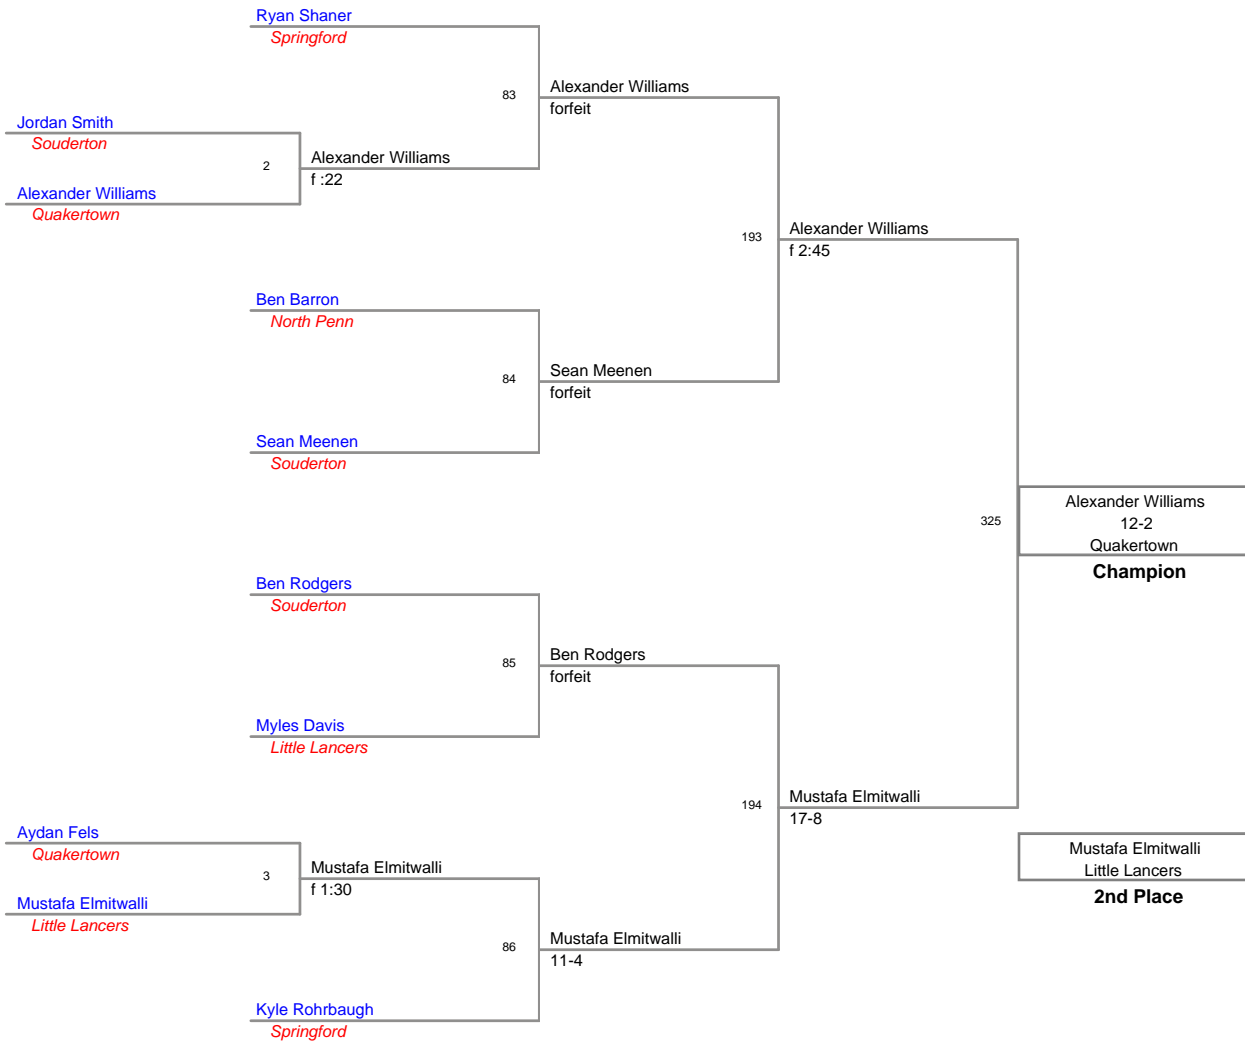 Ryan Shaner
Springford
83
Alexander Williams
forfeit
Jordan Smith
Souderton
2
Alexander Williams
f :22
Alexander Williams
Quakertown
193
Alexander Williams
f 2:45
Ben Barron
North Penn
84
Sean Meenen
forfeit
Sean Meenen
Souderton
325
Alexander Williams
12-2
Quakertown
Champion
Ben Rodgers
Souderton
85
Ben Rodgers
forfeit
Myles Davis
Little Lancers
194
Mustafa Elmitwalli
17-8
Aydan Fels
Quakertown
3
Mustafa Elmitwalli
f 1:30
Mustafa Elmitwalli
Little Lancers
86
Mustafa Elmitwalli
11-4
Kyle Rohrbaugh
Springford
Mustafa Elmitwalli
Little Lancers
2nd Place